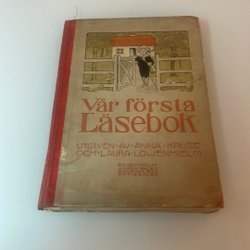 Vår första
Läsebok
UTGIVEN AV ANNA KRUSE
OCH LAURA LÖWENHIELM
STOCKHOLM